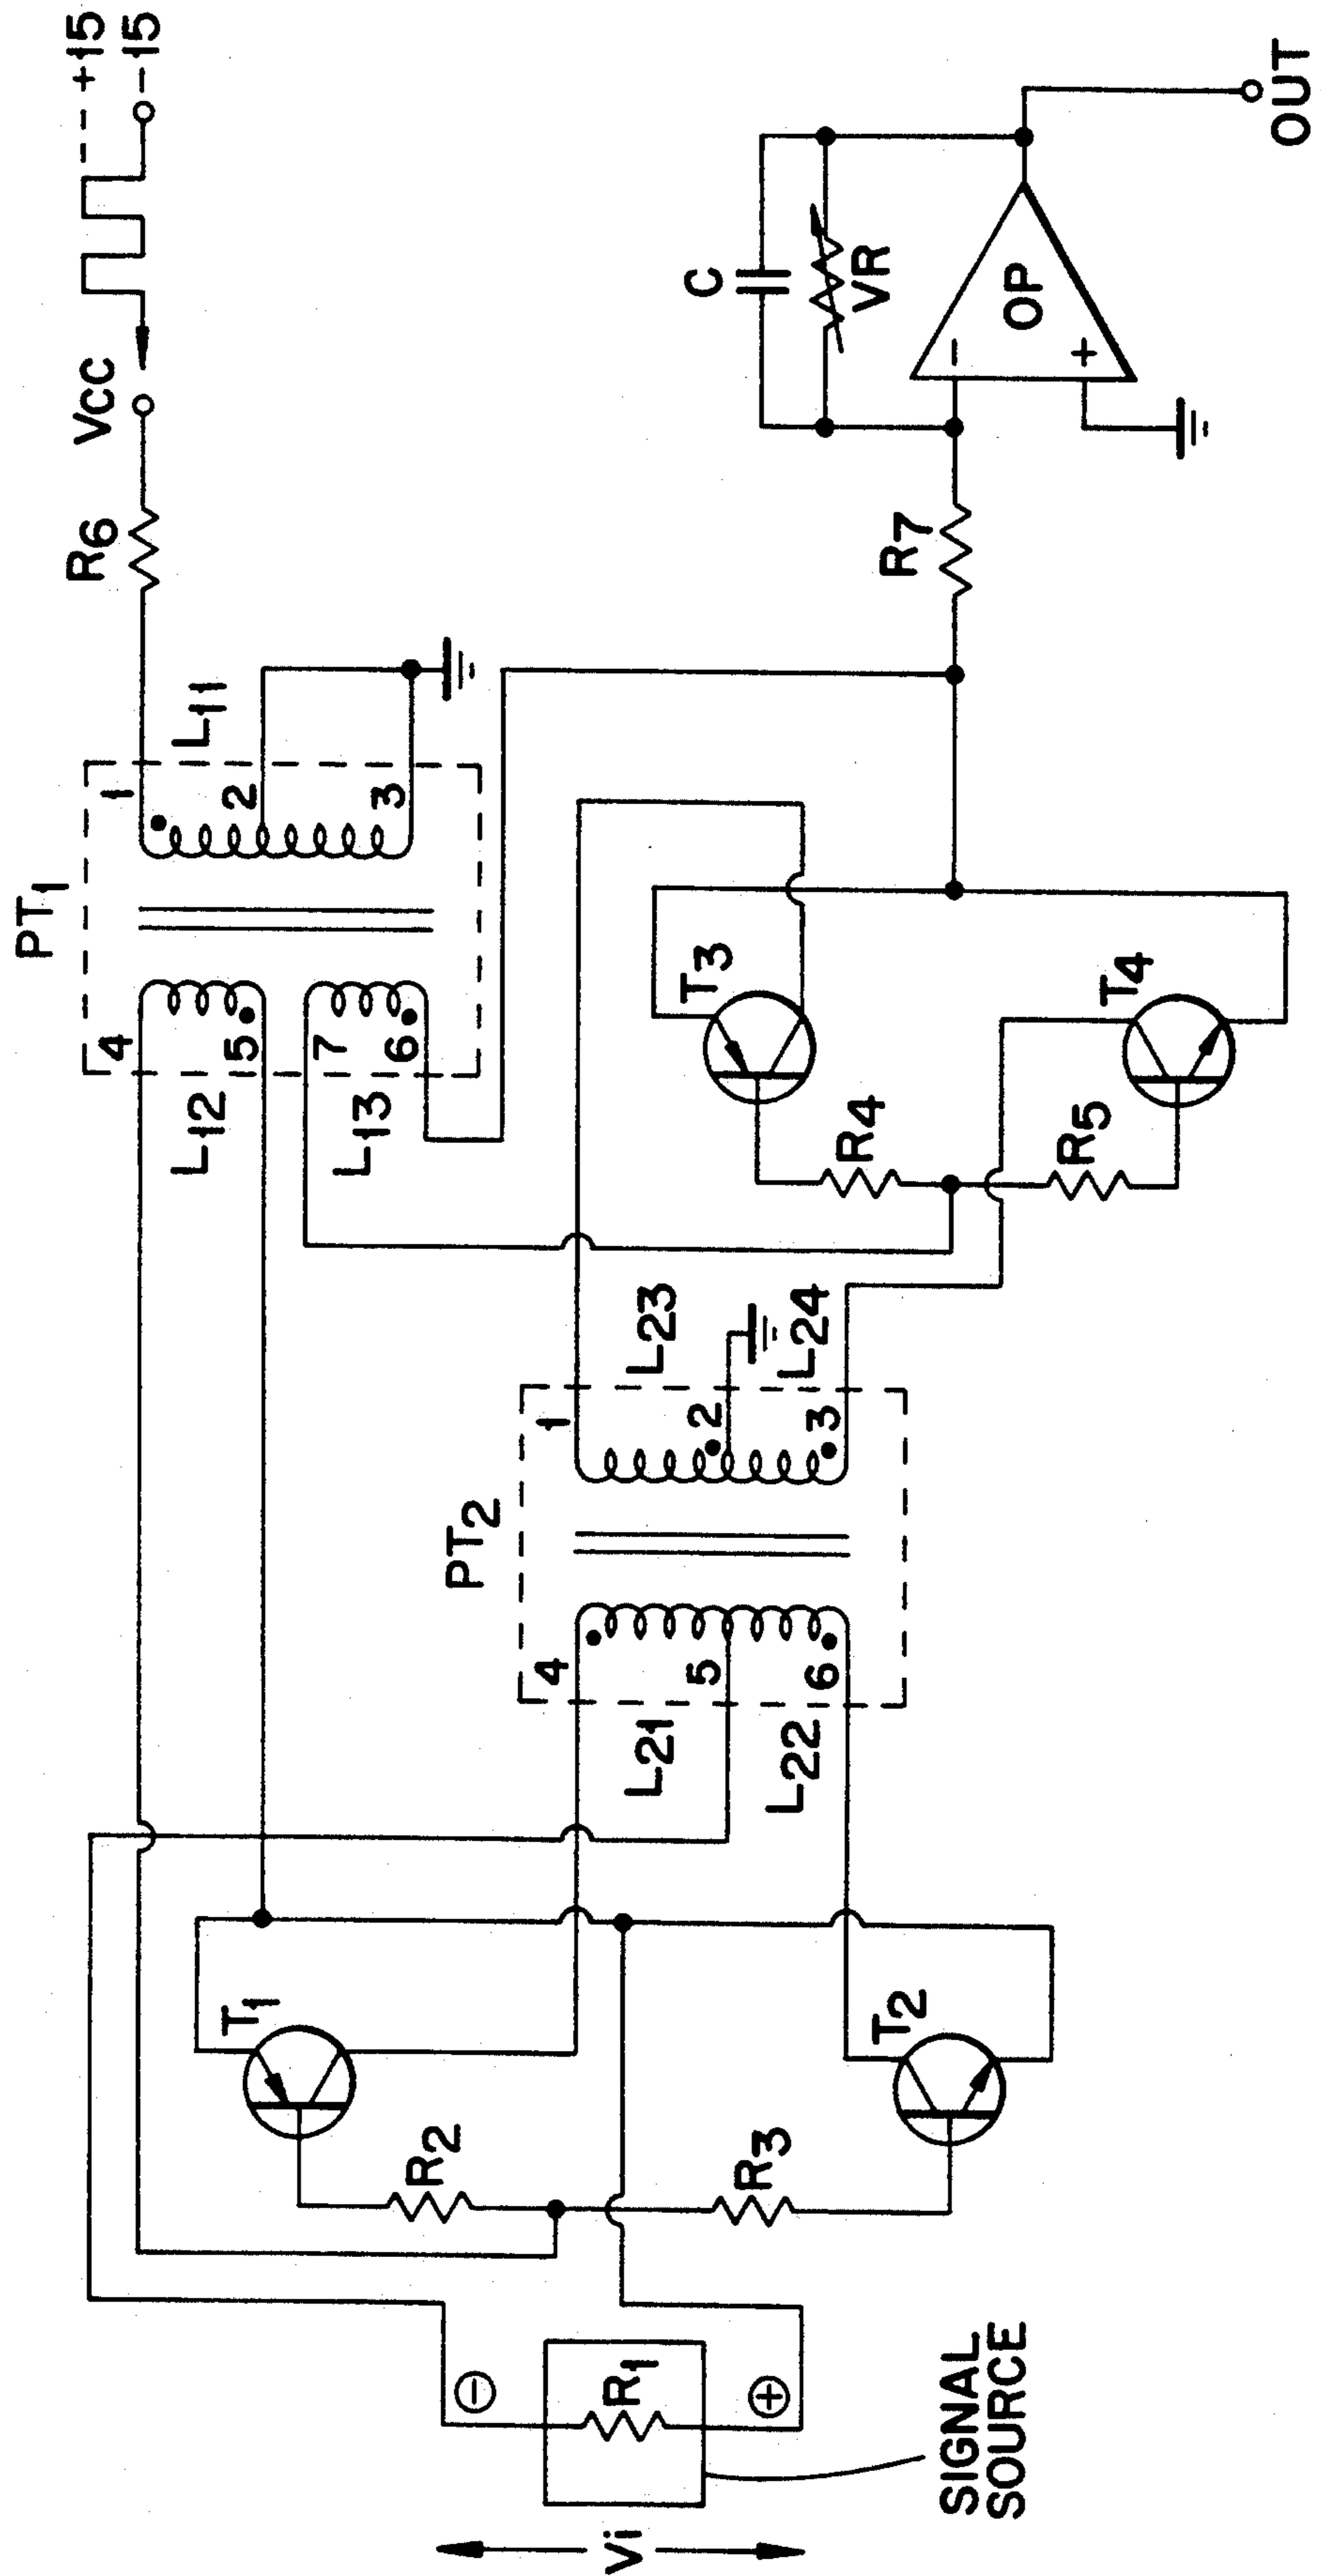 Vi
SIGNAL
SOURCE
R1
⊖
⊕
R2
R3
T1
T2
PT1
L12
L13
L11
4
5
7
6
1
2
3
PT2
L21
L22
L23
L24
4
5
6
1
2
3
R4
R5
T3
T4
R6
VCC
+15
-15
R7
C
VR
OP
-
+
OUT